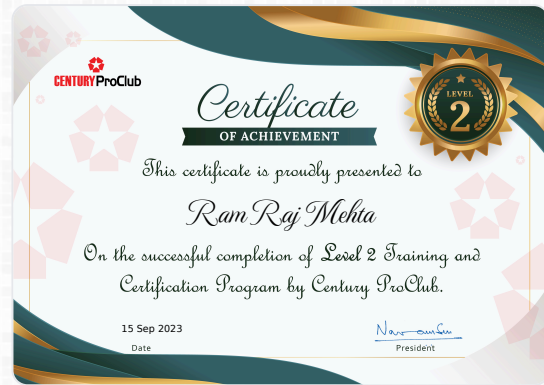 CENTURY ProClub
Certificate
OF ACHIEVEMENT
LEVEL
2
This certificate is proudly presented to
Ram Raj Mehta
On the successful completion of Level 2 Training and
Certification Program by Century ProClub.
15 Sep 2023
Date
President